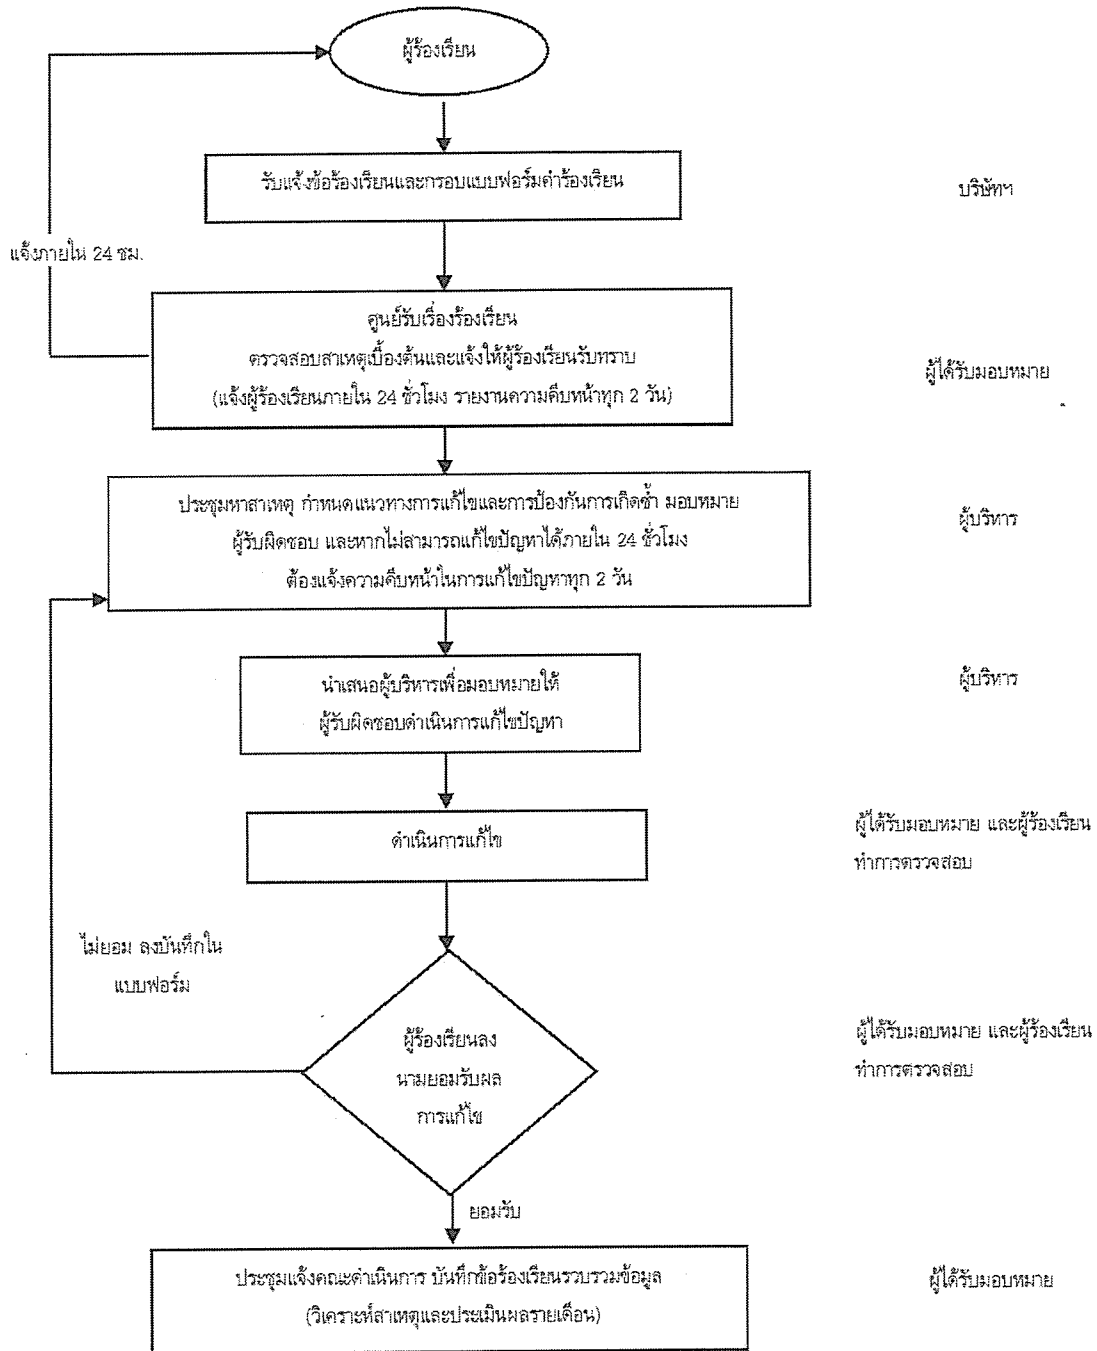 ผู้ร้องเรียน
รับแจ้งข้อร้องเรียนและกรอบแบบฟอร์มคำร้องเรียน
บริษัทฯ
แจ้งภายใน 24 ชม.
ศูนย์รับเรื่องร้องเรียน
ตรวจสอบสาเหตุเบื้องต้นและแจ้งให้ผู้ร้องเรียนรับทราบ
(แจ้งผู้ร้องเรียนภายใน 24 ชั่วโมง รายงานความคืบหน้าทุก 2 วัน)
ผู้ได้รับมอบหมาย
ประชุมหาสาเหตุ กำหนดแนวทางการแก้ไขและการป้องกันการเกิดซ้ำ มอบหมาย
ผู้รับผิดชอบ และหากไม่สามารถแก้ไขปัญหาได้ภายใน 24 ชั่วโมง
ต้องแจ้งความคืบหน้าในการแก้ไขปัญหาทุก 2 วัน
ผู้บริหาร
นำเสนอผู้บริหารเพื่อมอบหมายให้
ผู้รับผิดชอบดำเนินการแก้ไขปัญหา
ผู้บริหาร
ดำเนินการแก้ไข
ผู้ได้รับมอบหมาย และผู้ร้องเรียน
ทำการตรวจสอบ
ไม่ยอม ลงบันทึกใน
แบบฟอร์ม
ผู้ร้องเรียนลง
นามยอมรับผล
การแก้ไข
ผู้ได้รับมอบหมาย และผู้ร้องเรียน
ทำการตรวจสอบ
ยอมรับ
ประชุมแจ้งคณะดำเนินการ บันทึกข้อร้องเรียนรวบรวมข้อมูล
(วิเคราะห์สาเหตุและประเมินผลรายเดือน)
ผู้ได้รับมอบหมาย